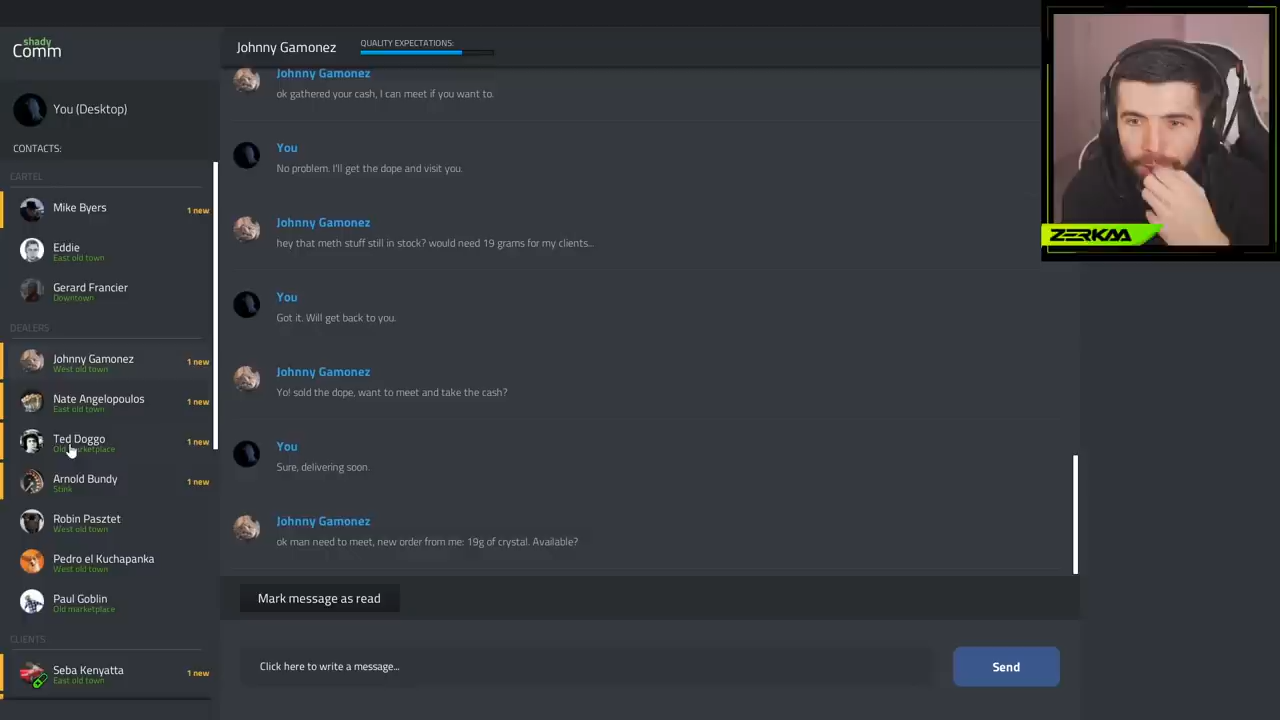 shady
Comm
You (Desktop)
CONTACTS:
CARTEL
Mike Byers
1 new
Eddie
East old town
Gerard Francier
Downtown
DEALERS
Johnny Gamonez
West old town
1 new
Nate Angelopoulos
East old town
1 new
Ted Doggo
Old marketplace
1 new
Arnold Bundy
Stink
1 new
Robin Pasztet
West old town
Pedro el Kuchapanka
West old town
Paul Goblin
Old marketplace
CLIENTS
Seba Kenyatta
East old town
1 new
Johnny Gamonez
QUALITY EXPECTATIONS:
Johnny Gamonez
ok gathered your cash, I can meet if you want to.
You
No problem. I'll get the dope and visit you.
Johnny Gamonez
hey that meth stuff still in stock? would need 19 grams for my clients...
You
Got it. Will get back to you.
Johnny Gamonez
Yo! sold the dope, want to meet and take the cash?
You
Sure, delivering soon.
Johnny Gamonez
ok man need to meet, new order from me: 19g of crystal. Available?
Mark message as read
Click here to write a message...
Send
ZERKAA